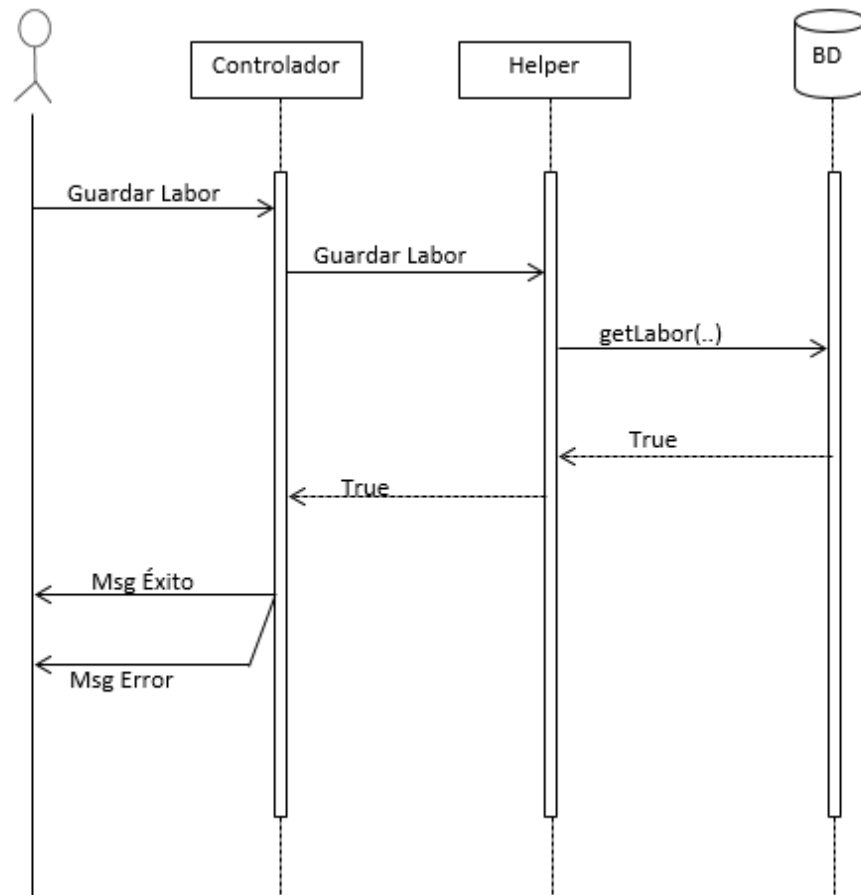 Controlador
Helper
BD
Guardar Labor
Guardar Labor
getLabor(..)
True
True
Msg Éxito
Msg Error